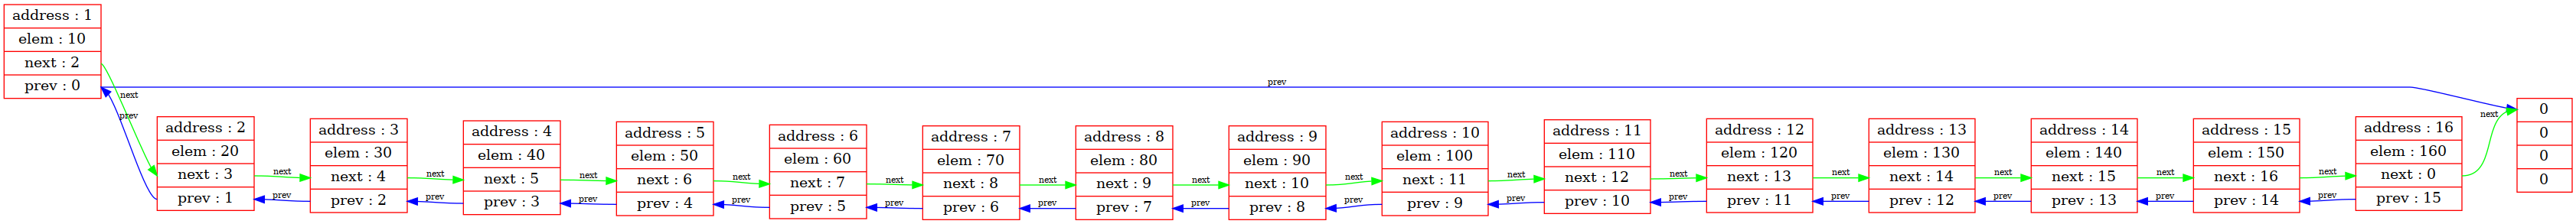 address : 1
elem : 10
next : 2
prev : 0
next
prev
prev
address : 2
elem : 20
next : 3
prev : 1
next
prev
address : 3
elem : 30
next : 4
prev : 2
next
prev
address : 4
elem : 40
next : 5
prev : 3
next
prev
address : 5
elem : 50
next : 6
prev : 4
next
prev
address : 6
elem : 60
next : 7
prev : 5
next
prev
address : 7
elem : 70
next : 8
prev : 6
next
prev
address : 8
elem : 80
next : 9
prev : 7
next
prev
address : 9
elem : 90
next : 10
prev : 8
next
prev
address : 10
elem : 100
next : 11
prev : 9
next
prev
address : 11
elem : 110
next : 12
prev : 10
next
prev
address : 12
elem : 120
next : 13
prev : 11
next
prev
address : 13
elem : 130
next : 14
prev : 12
next
prev
address : 14
elem : 140
next : 15
prev : 13
next
prev
address : 15
elem : 150
next : 16
prev : 14
next
prev
address : 16
elem : 160
next : 0
prev : 15
next
0
0
0
0